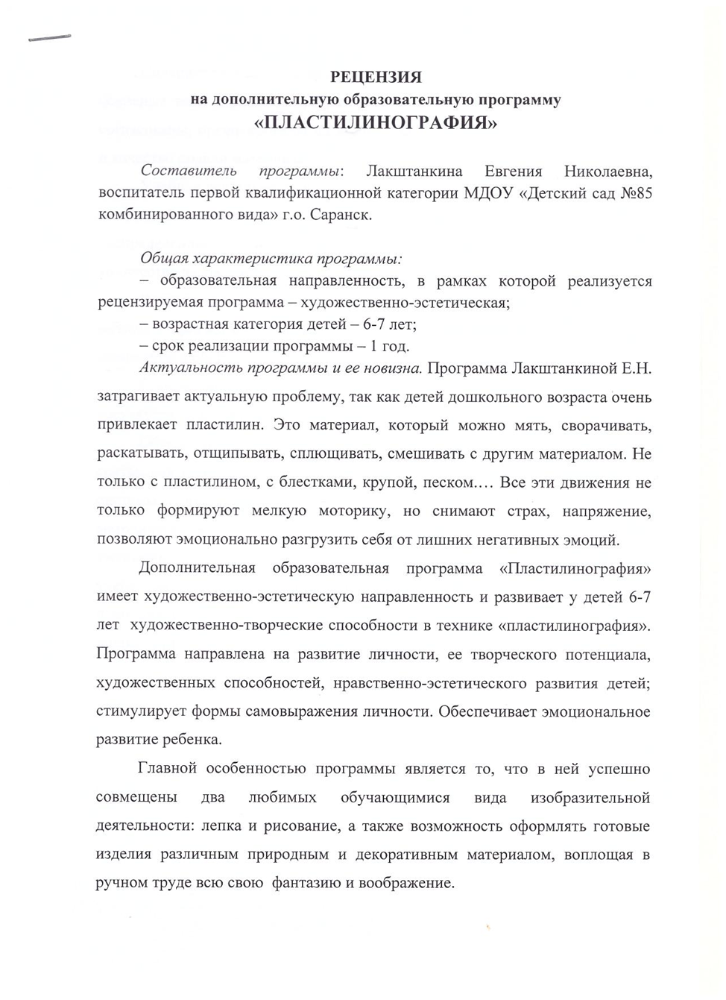 РЕЦЕНЗИЯ
на дополнительную образовательную программу
«ПЛАСТИЛИНОГРАФИЯ»
Составитель программы: Лакштанкина Евгения Николаевна,
воспитатель первой квалификационной категории МДОУ «Детский сад №85
комбинированного вида» г.о. Саранск.
Общая характеристика программы:
– образовательная направленность, в рамках которой реализуется
рецензируемая программа – художественно-эстетическая;
– возрастная категория детей – 6-7 лет;
– срок реализации программы – 1 год.
Актуальность программы и ее новизна. Программа Лакштанкиной Е.Н.
затрагивает актуальную проблему, так как детей дошкольного возраста очень
привлекает пластилин. Это материал, который можно мять, сворачивать,
раскатывать, отщипывать, сплющивать, смешивать с другим материалом. Не
только с пластилином, с блестками, крупой, песком.… Все эти движения не
только формируют мелкую моторику, но снимают страх, напряжение,
позволяют эмоционально разгрузить себя от лишних негативных эмоций.
Дополнительная образовательная программа «Пластилинография»
имеет художественно-эстетическую направленность и развивает у детей 6-7
лет художественно-творческие способности в технике «пластилинография».
Программа направлена на развитие личности, ее творческого потенциала,
художественных способностей, нравственно-эстетического развития детей;
стимулирует формы самовыражения личности. Обеспечивает эмоциональное
развитие ребенка.
Главной особенностью программы является то, что в ней успешно
совмещены два любимых обучающимися вида изобразительной
деятельности: лепка и рисование, а также возможность оформлять готовые
изделия различным природным и декоративным материалом, воплощая в
ручном труде всю свою фантазию и воображение.